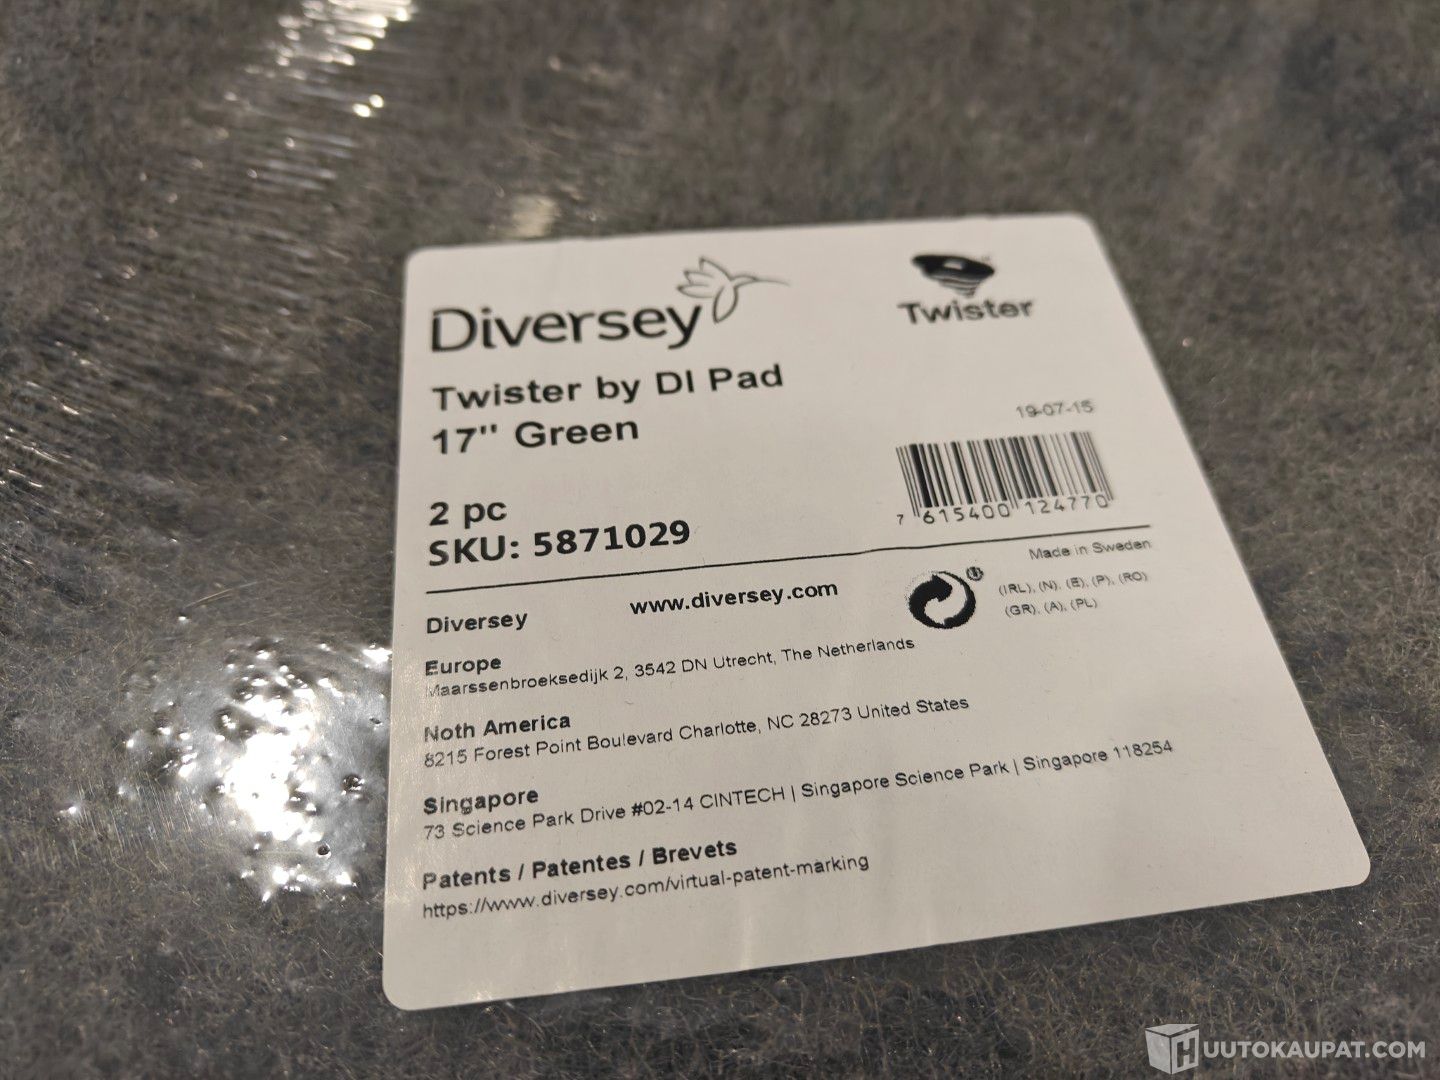 Diversey
Twister
Twister by DI Pad
17" Green
19-07-15
2 pc
7 615400 124770
SKU: 5871029
Made in Sweden
Diversey
www.diversey.com
(IRL), (N), (E), (P), (RO)
(GR), (A), (PL)
Europe
Maarssenbroeksedijk 2, 3542 DN Utrecht, The Netherlands
Noth America
8215 Forest Point Boulevard Charlotte, NC 28273 United States
Singapore
73 Science Park Drive #02-14 CINTECH | Singapore Science Park | Singapore 118254
Patents / Patentes / Brevets
https://www.diversey.com/virtual-patent-marking
HUUTOKAUPAT.COM